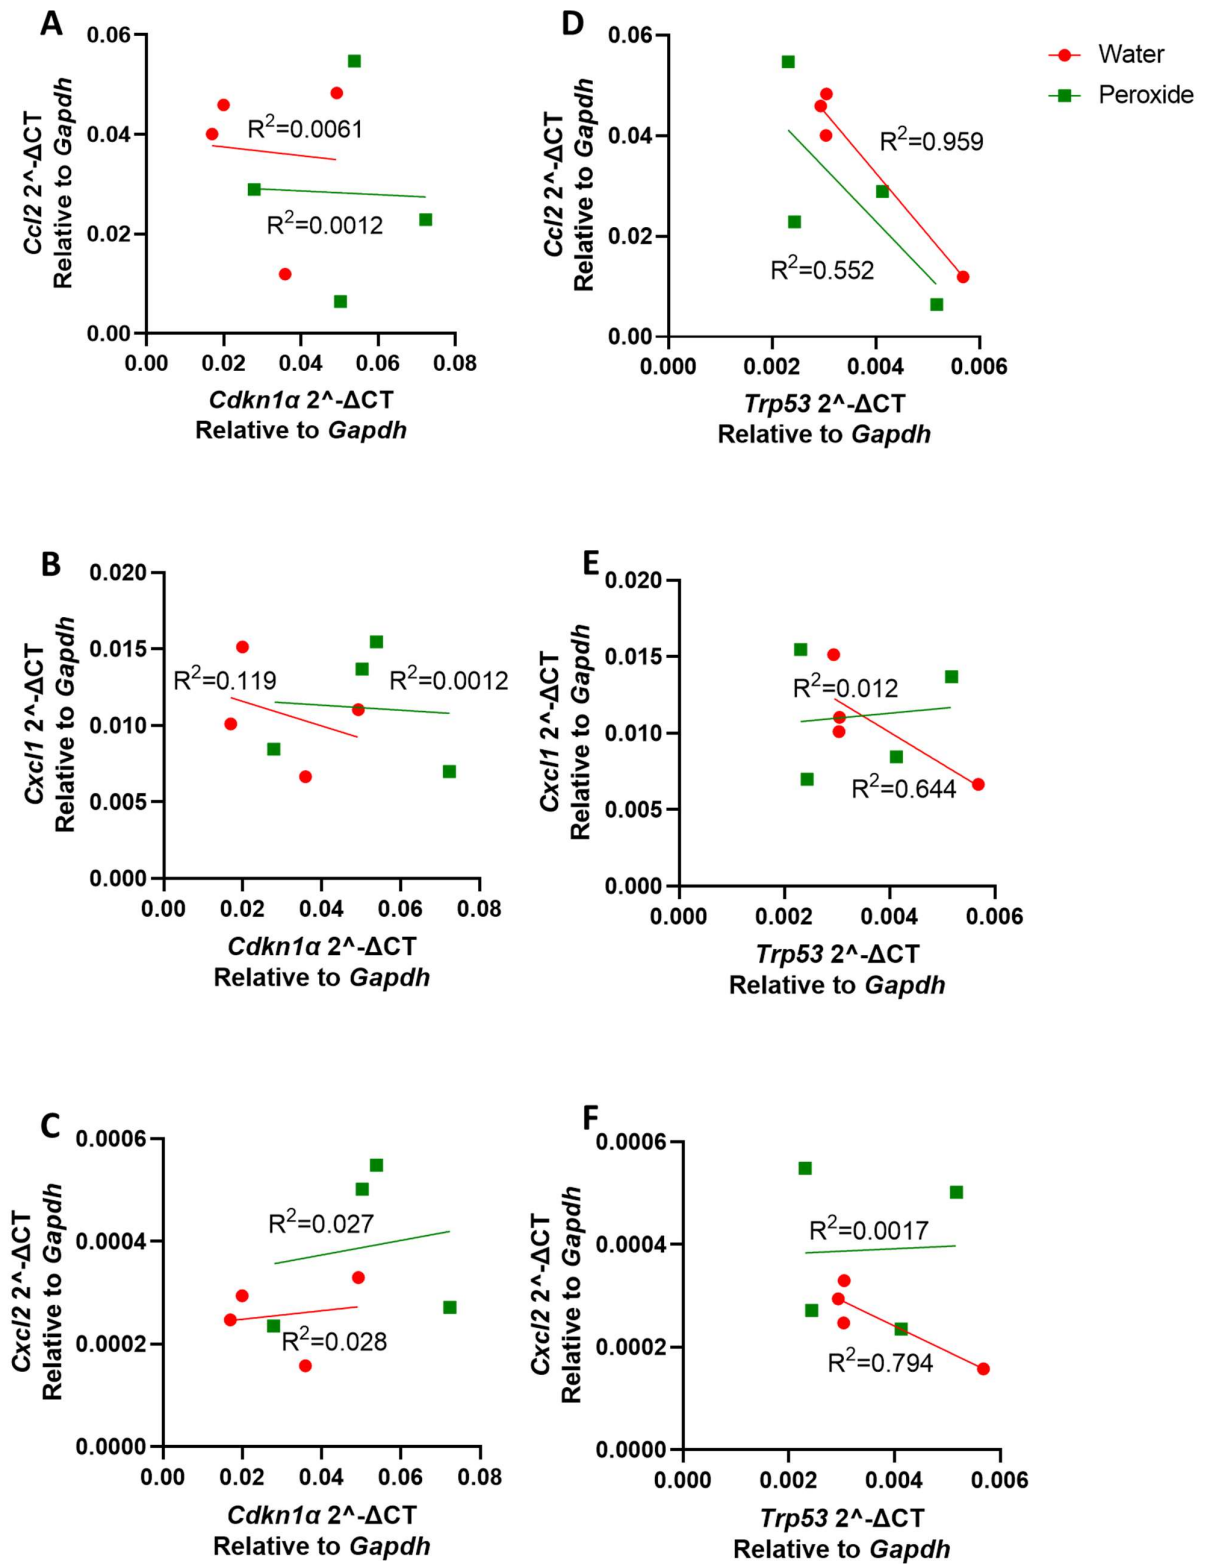 A
0.06
0.04
0.02
0.00
Ccl2 2^-ΔCT
Relative to Gapdh
R²=0.0061
R²=0.0012
0.00 0.02 0.04 0.06 0.08
Cdkn1α 2^-ΔCT
Relative to Gapdh
D
0.06
0.04
0.02
0.00
Ccl2 2^-ΔCT
Relative to Gapdh
R²=0.959
R²=0.552
0.000 0.002 0.004 0.006
Trp53 2^-ΔCT
Relative to Gapdh
Water
Peroxide
B
0.020
0.015
0.010
0.005
0.000
Cxcl1 2^-ΔCT
Relative to Gapdh
R²=0.119
R²=0.0012
0.00 0.02 0.04 0.06 0.08
Cdkn1α 2^-ΔCT
Relative to Gapdh
E
0.020
0.015
0.010
0.005
0.000
Cxcl1 2^-ΔCT
Relative to Gapdh
R²=0.012
R²=0.644
0.000 0.002 0.004 0.006
Trp53 2^-ΔCT
Relative to Gapdh
C
0.0006
0.0004
0.0002
0.0000
Cxcl2 2^-ΔCT
Relative to Gapdh
R²=0.027
R²=0.028
0.00 0.02 0.04 0.06 0.08
Cdkn1α 2^-ΔCT
Relative to Gapdh
F
0.0006
0.0004
0.0002
0.0000
Cxcl2 2^-ΔCT
Relative to Gapdh
R²=0.0017
R²=0.794
0.000 0.002 0.004 0.006
Trp53 2^-ΔCT
Relative to Gapdh